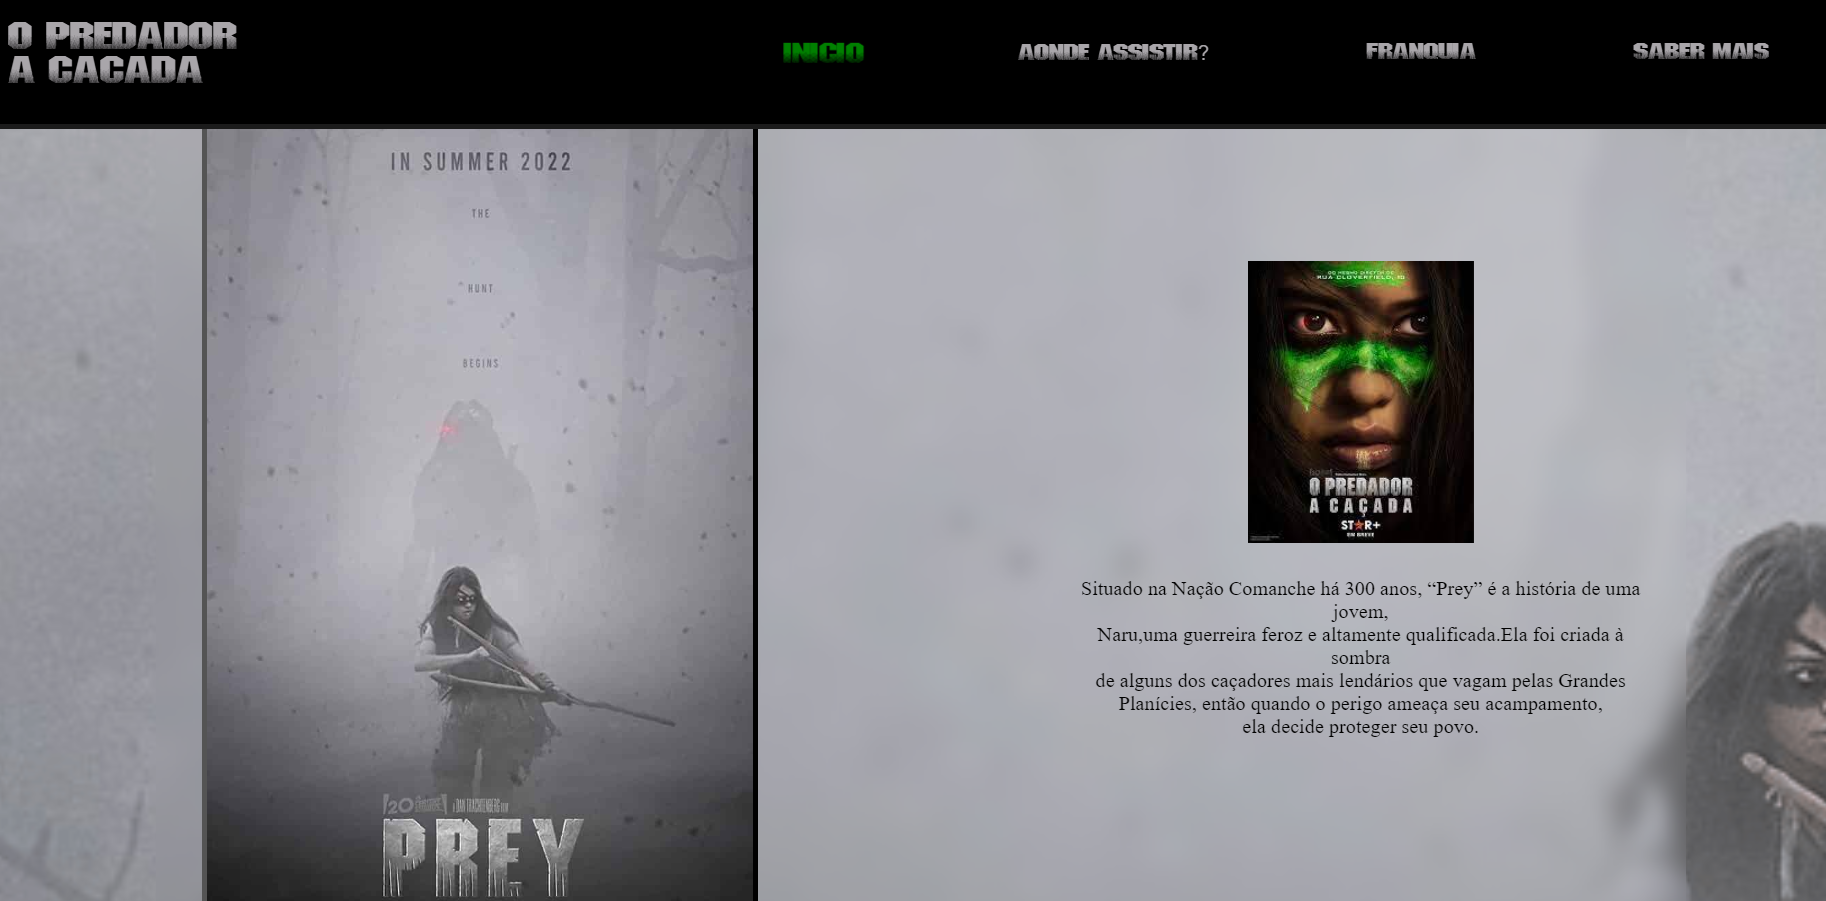 O PREDADOR
A CACADA
INICIO
AONDE ASSISTIR?
FRANQUIA
SABER MAIS
IN SUMMER 2022
THE
HUNT
BEGINS
A DAN TRACHTENBERG FILM
PREY
DO MESMO DIRETOR DE
RUA CLOVERFIELD, 10
O PREDADOR
A CAÇADA
ST★R+
EM BREVE
Situado na Nação Comanche há 300 anos, “Prey” é a história de uma
jovem,
Naru,uma guerreira feroz e altamente qualificada.Ela foi criada à
sombra
de alguns dos caçadores mais lendários que vagam pelas Grandes
Planícies, então quando o perigo ameaça seu acampamento,
ela decide proteger seu povo.